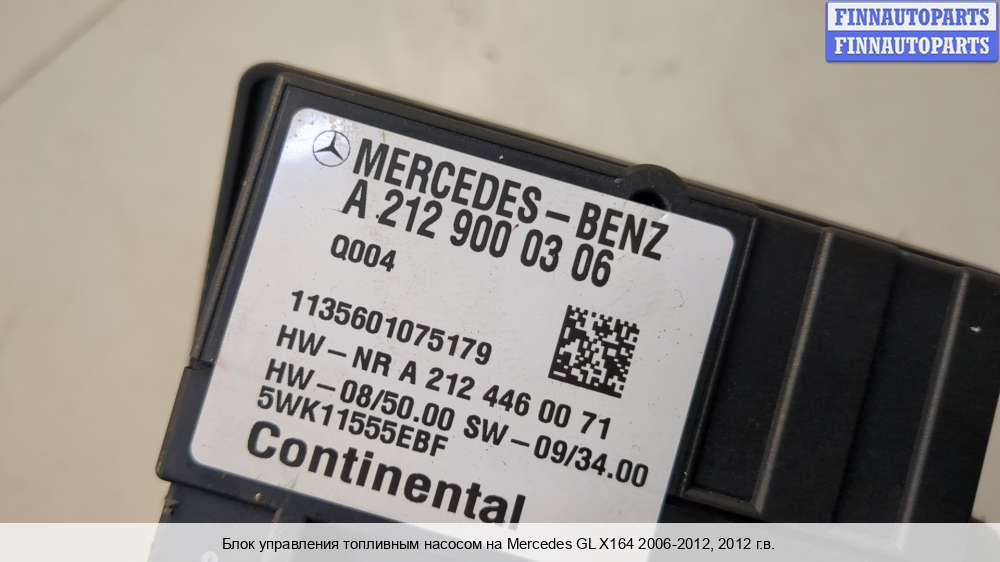 FINNAUTOPARTS
FINNAUTOPARTS
MERCEDES-BENZ
A 212 900 03 06
Q004
1135601075179
HW-NR A 212 446 00 71
HW-08/50.00 SW-09/34.00
5WK11555EBF
Continental
Блок управления топливным насосом на Mercedes GL X164 2006-2012, 2012 г.в.